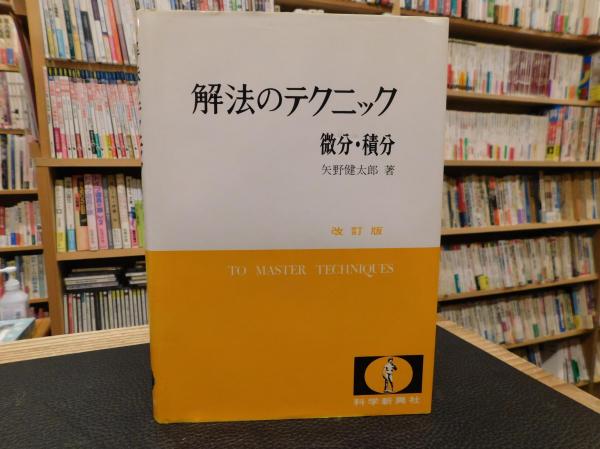 解法のテクニック
微分・積分
矢野健太郎 著
改訂版
TO MASTER TECHNIQUES
科学新興社